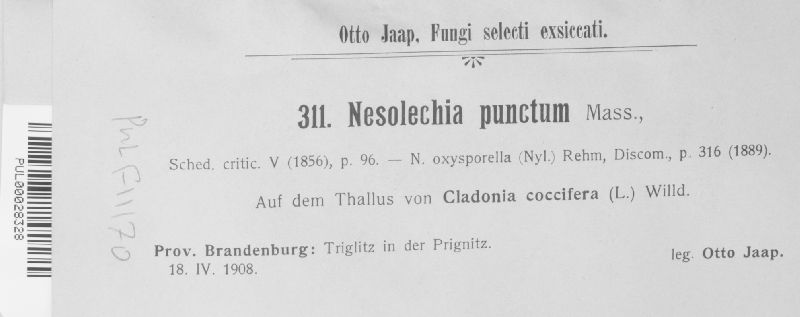 Otto Jaap, Fungi selecti exsiccati.
311. Nesolechia punctum Mass.,
Sched. critic. V (1856), p. 96. — N. oxysporella (Nyl.) Rehm, Discom., p. 316 (1889).
Auf dem Thallus von Cladonia coccifera (L.) Willd.
Prov. Brandenburg: Triglitz in der Prignitz.
18. IV. 1908.
leg. Otto Jaap.
PUL00028328
PUL F11170